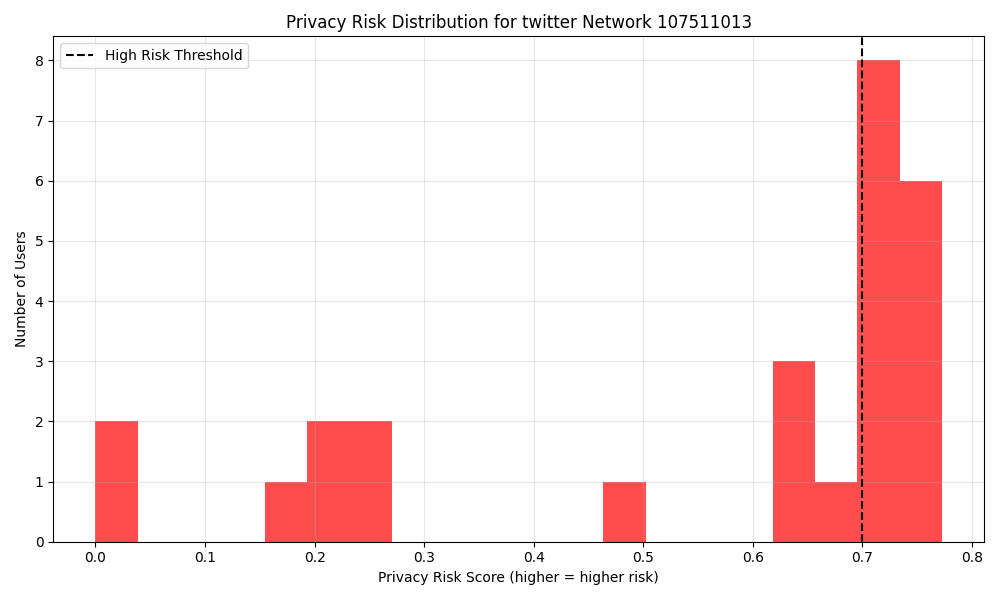 Privacy Risk Distribution for twitter Network 107511013
High Risk Threshold
Number of Users
8
7
6
5
4
3
2
1
0
0.0 0.1 0.2 0.3 0.4 0.5 0.6 0.7 0.8
Privacy Risk Score (higher = higher risk)